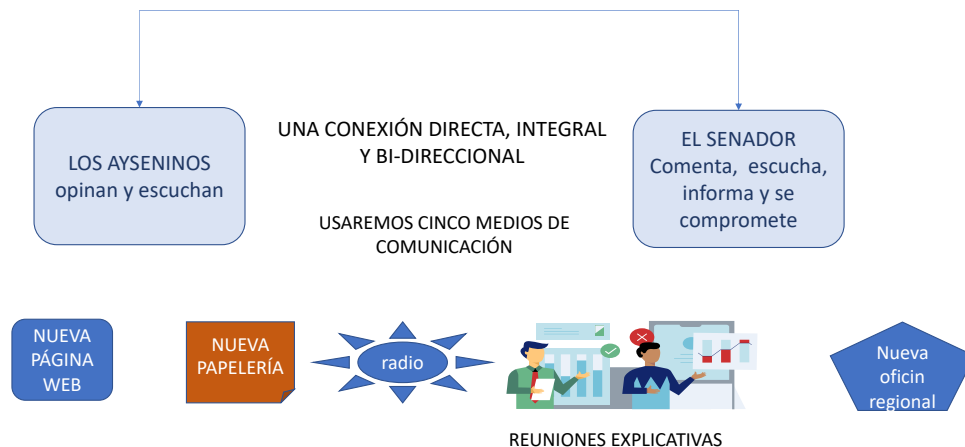 LOS AYSENINOS
opinan y escuchan
UNA CONEXIÓN DIRECTA, INTEGRAL
Y BI-DIRECCIONAL
USAREMOS CINCO MEDIOS DE
COMUNICACIÓN
EL SENADOR
Comenta, escucha,
informa y se
compromete
NUEVA
PÁGINA
WEB
NUEVA
PAPELERÍA
radio
REUNIONES EXPLICATIVAS
Nueva
oficin
regional